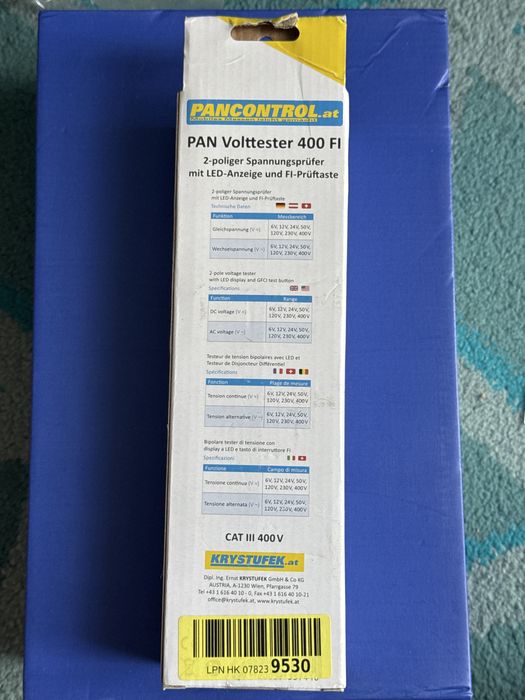 PANCONTROL.at
Mobiles Messen leicht gemacht
PAN Volttester 400 FI
2-poliger Spannungsprüfer
mit LED-Anzeige und FI-Prüftaste
2-poliger Spannungsprüfer
mit LED-Anzeige und FI-Prüftaste
Technische Daten
Funktion Messbereich
Gleichspannung (V =) 6V, 12V, 24V, 50V,
120V, 230V, 400V
Wechselspannung (V ~) 6V, 12V, 24V, 50V,
120V, 230V, 400V
2-pole voltage tester
with LED display and GFCI test button
Specifications
Function Range
DC voltage (V =) 6V, 12V, 24V, 50V,
120V, 230V, 400V
AC voltage (V ~) 6V, 12V, 24V, 50V,
120V, 230V, 400V
Testeur de tension bipolaires avec LED et
Testeur de Disjoncteur Différentiel
Spécifications
Fonction Plage de mesure
Tension continue (V =) 6V, 12V, 24V, 50V,
120V, 230V, 400V
Tension alternative (V ~) 6V, 12V, 24V, 50V,
120V, 230V, 400V
Bipolare tester di tensione con
display a LED e tasto di interruttore FI
Specificazioni
Funzione Campo di misura
Tensione continua (V =) 6V, 12V, 24V, 50V,
120V, 230V, 400V
Tensione alternata (V ~) 6V, 12V, 24V, 50V,
120V, 230V, 400V
CAT III 400 V
KRYSTUFEK.at
Dipl. Ing. Ernst KRYSTUFEK GmbH & Co KG
AUSTRIA, A-1230 Wien, Pfarrgasse 79
Tel +43 1 616 40 10 - 0, Fax +43 1 616 40 10-21
office@krystufek.at, www.krystufek.at
LPN HK 07823 9530